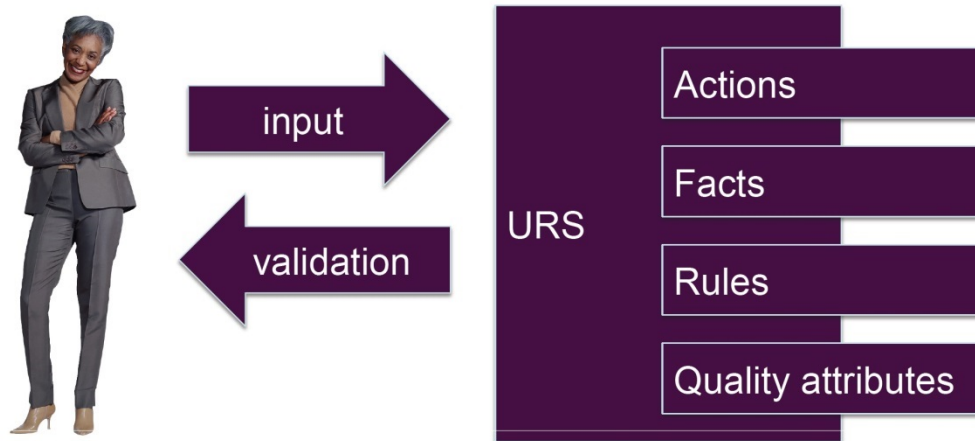 input
validation
URS
Actions
Facts
Rules
Quality attributes